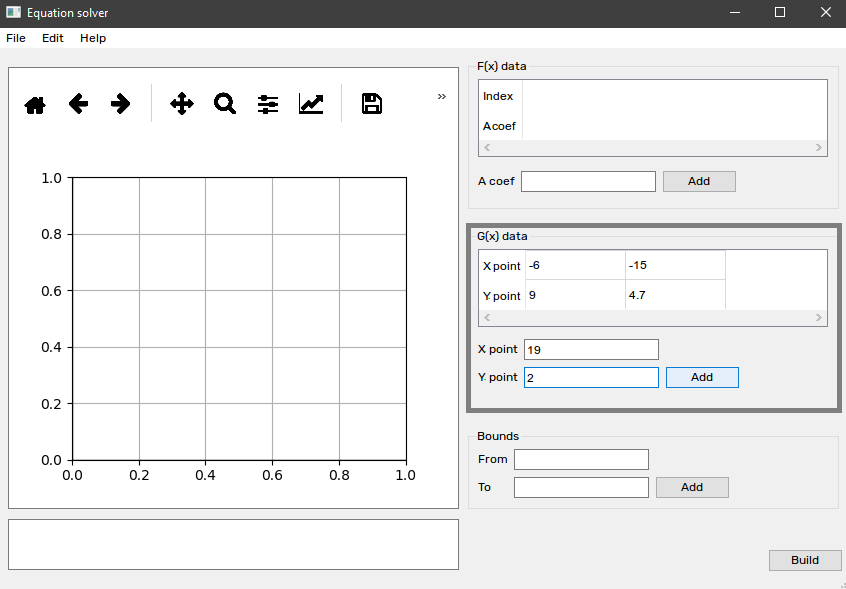 Equation solver
File Edit Help
»
1.0
0.8
0.6
0.4
0.2
0.0
0.0 0.2 0.4 0.6 0.8 1.0
F(x) data
Index
A coef
A coef Add
G(x) data
X point -6 -15
Y point 9 4.7
X point 19
Y point 2 Add
Bounds
From
To Add
Build